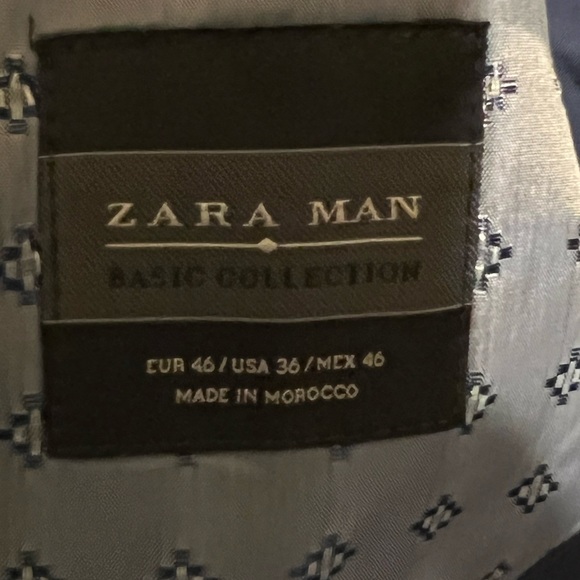 ZARA MAN
BASIC COLLECTION
EUR 46/USA 36/MEX 46
MADE IN MOROCCO